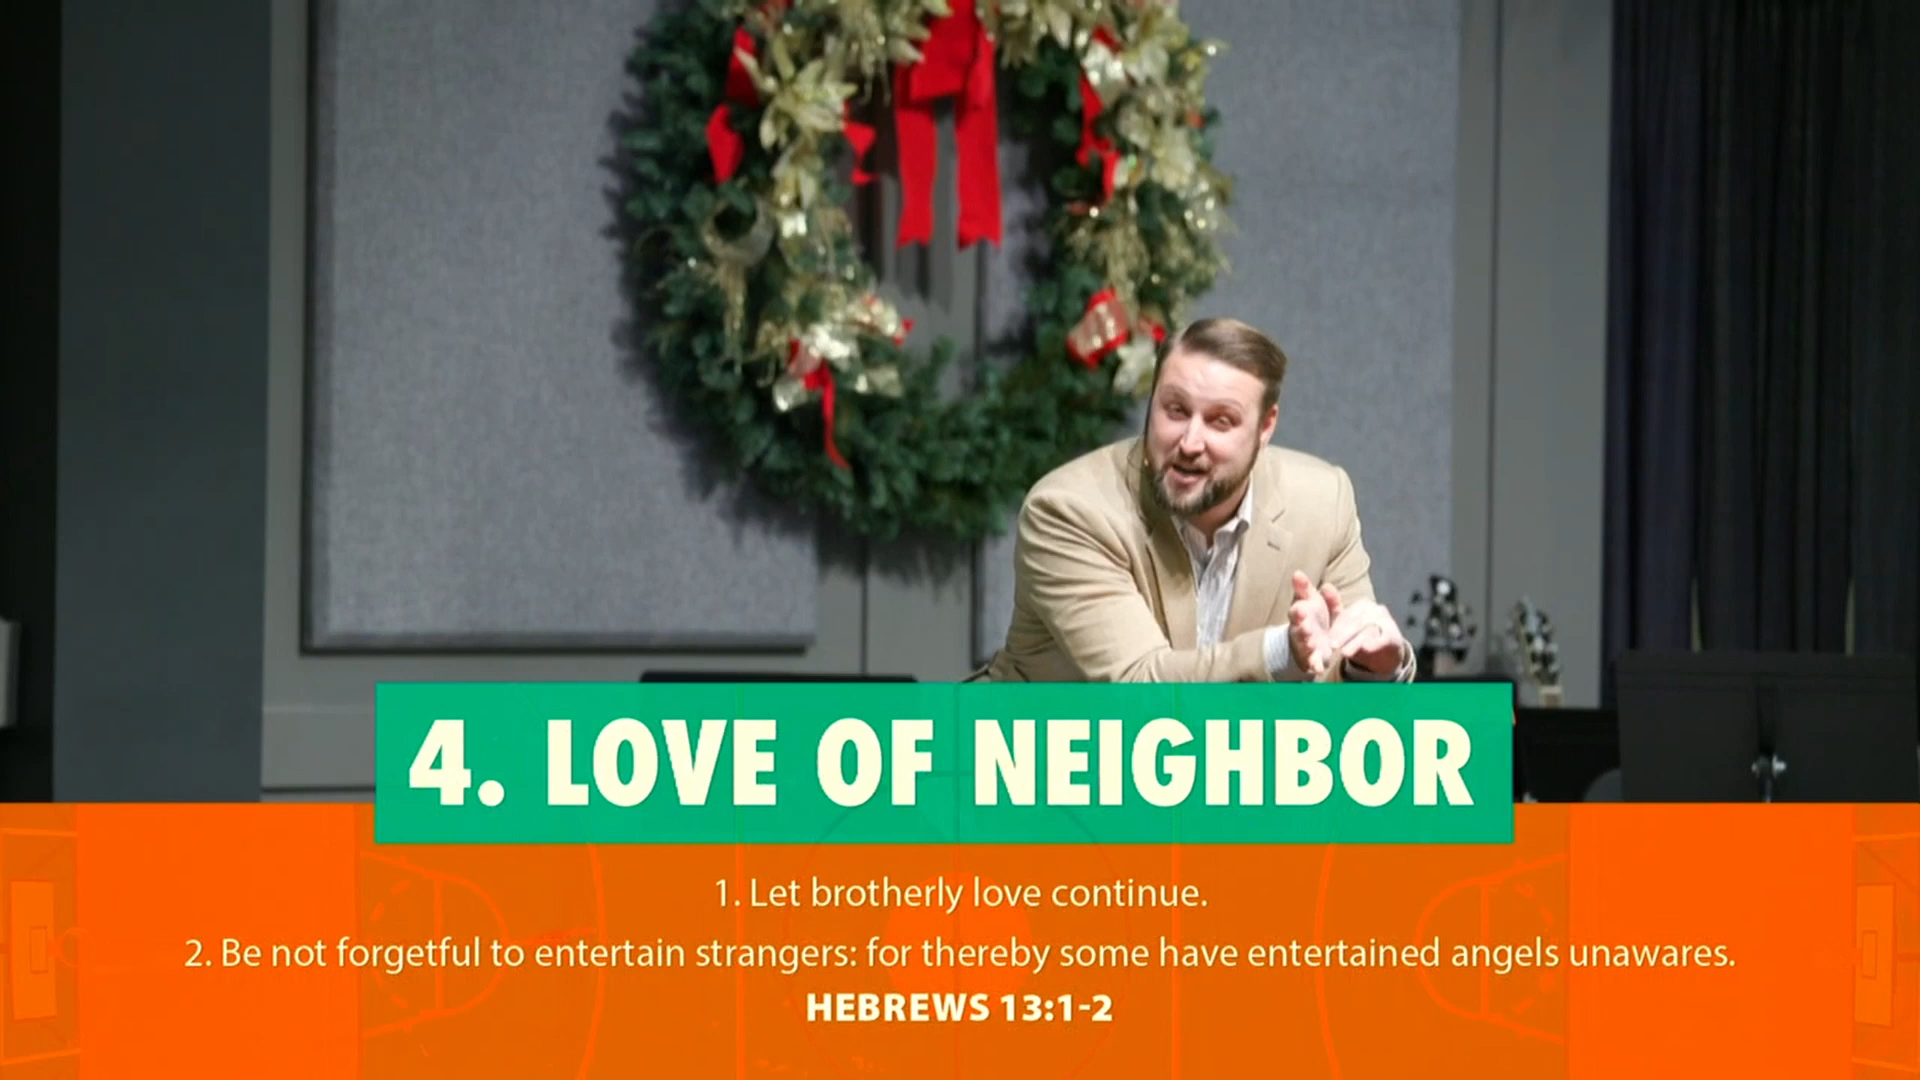 4. LOVE OF NEIGHBOR
1. Let brotherly love continue.
2. Be not forgetful to entertain strangers: for thereby some have entertained angels unawares.
HEBREWS 13:1-2